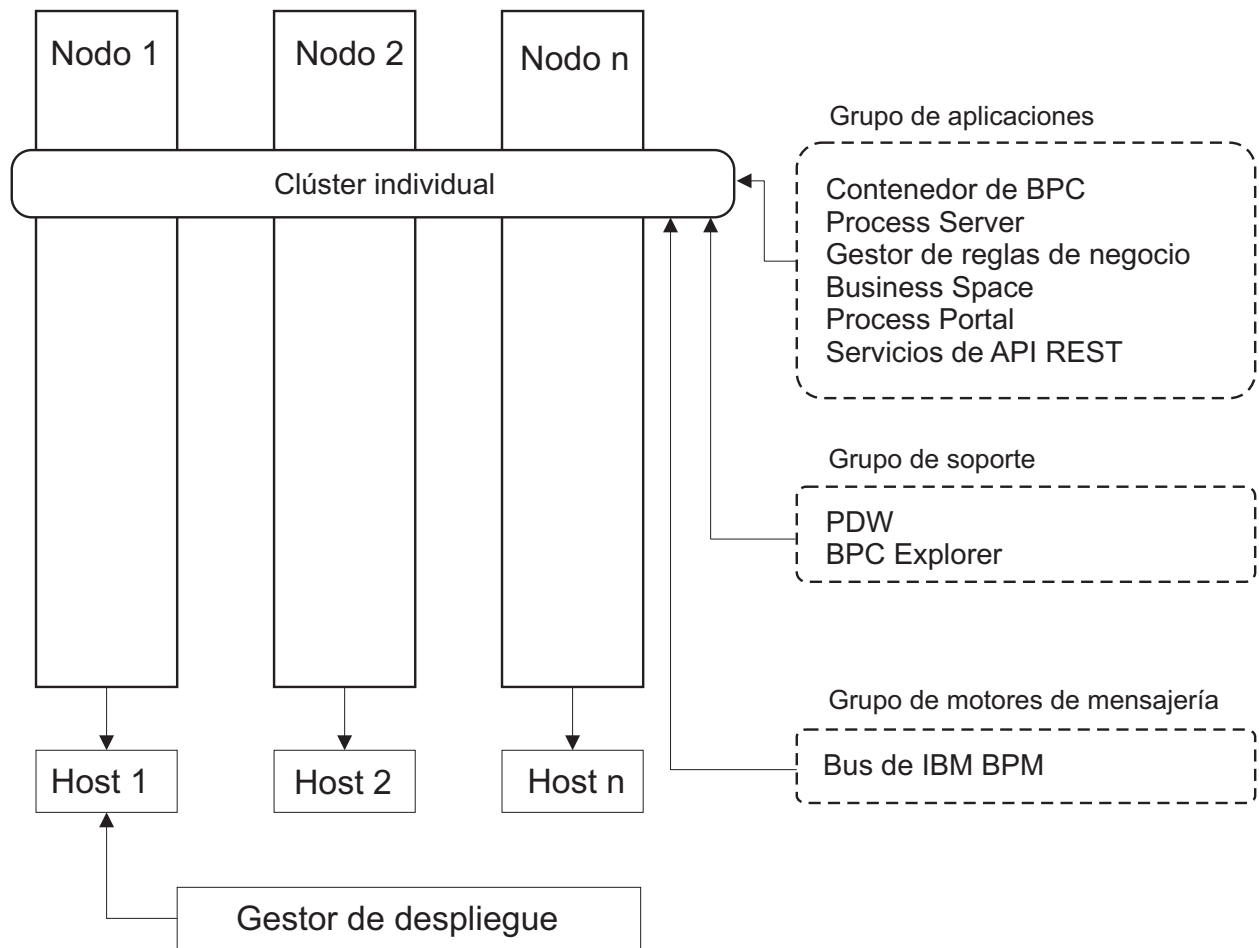 Nodo 1
Nodo 2
Nodo n
Clúster individual
Grupo de aplicaciones
Contenedor de BPC
Process Server
Gestor de reglas de negocio
Business Space
Process Portal
Servicios de API REST
Grupo de soporte
PDW
BPC Explorer
Grupo de motores de mensajería
Bus de IBM BPM
Host 1
Host 2
Host n
Gestor de despliegue